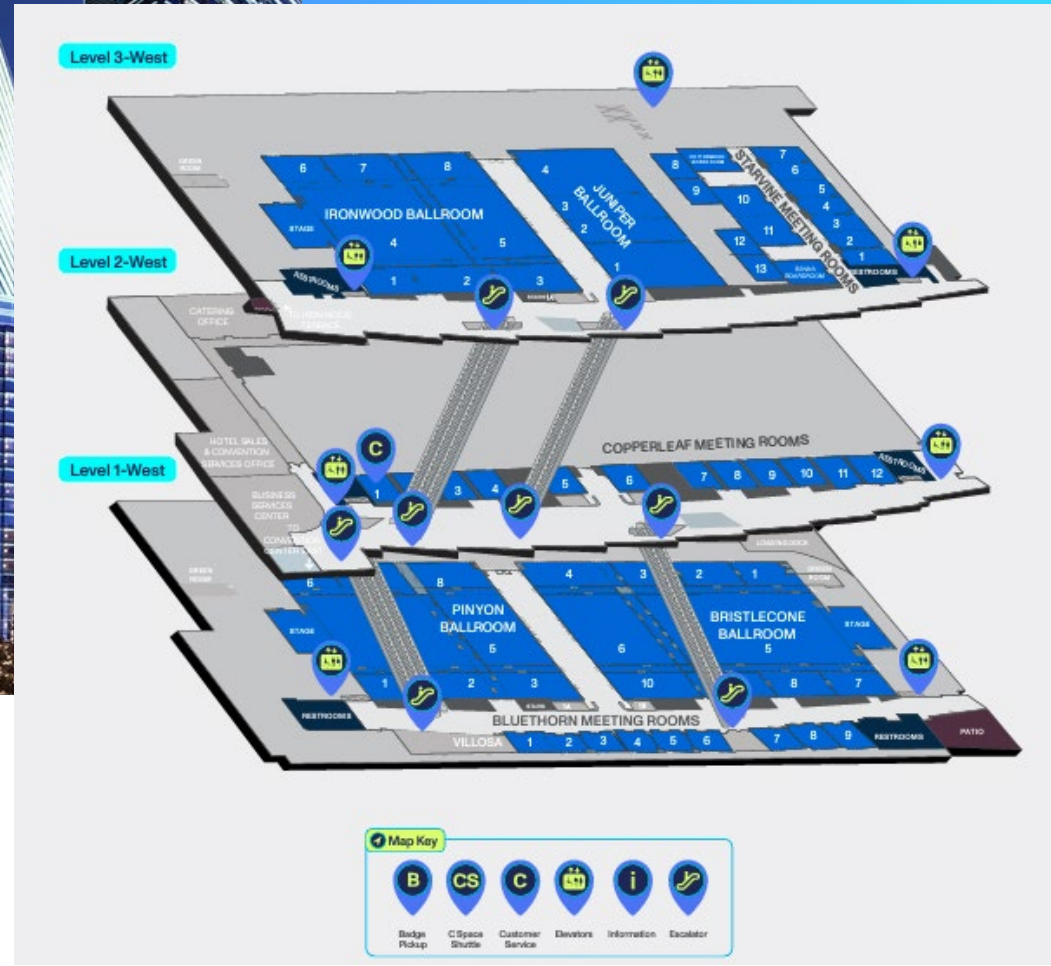 Level 3-West
GREEN
ROOM
6
7
8
4
8
7
6
9
5
STARVINE MEETING ROOMS
10
4
IRONWOOD BALLROOM
JUNIPER
BALLROOM
3
STAGE
3
11
2
2
4
5
12
1
1
2
3
1
13
BOARDROOM
RESTROOMS
RESTROOMS
Level 2-West
CATERING
OFFICE
HOTEL SALES
& CONVENTION
SERVICES OFFICE
C
COPPERLEAF MEETING ROOMS
1
3
4
5
6
7
8
9
10
11
12
RESTROOMS
BUSINESS
SERVICES
CENTER
TO
CONVENTION
CENTER EAST
Level 1-West
LOADING DOCK
GREEN
ROOM
GREEN
ROOM
6
8
4
3
2
1
PINYON
BALLROOM
BRISTLECONE
BALLROOM
STAGE
STAGE
5
6
5
1
2
3
10
8
7
RESTROOMS
BLUETHORN MEETING ROOMS
VILLOSA
1
2
3
4
5
6
7
8
9
RESTROOMS
PATIO
Map Key
B
CS
C
i
Badge
Pickup
C Space
Shuttle
Customer
Service
Elevators
Information
Escalator